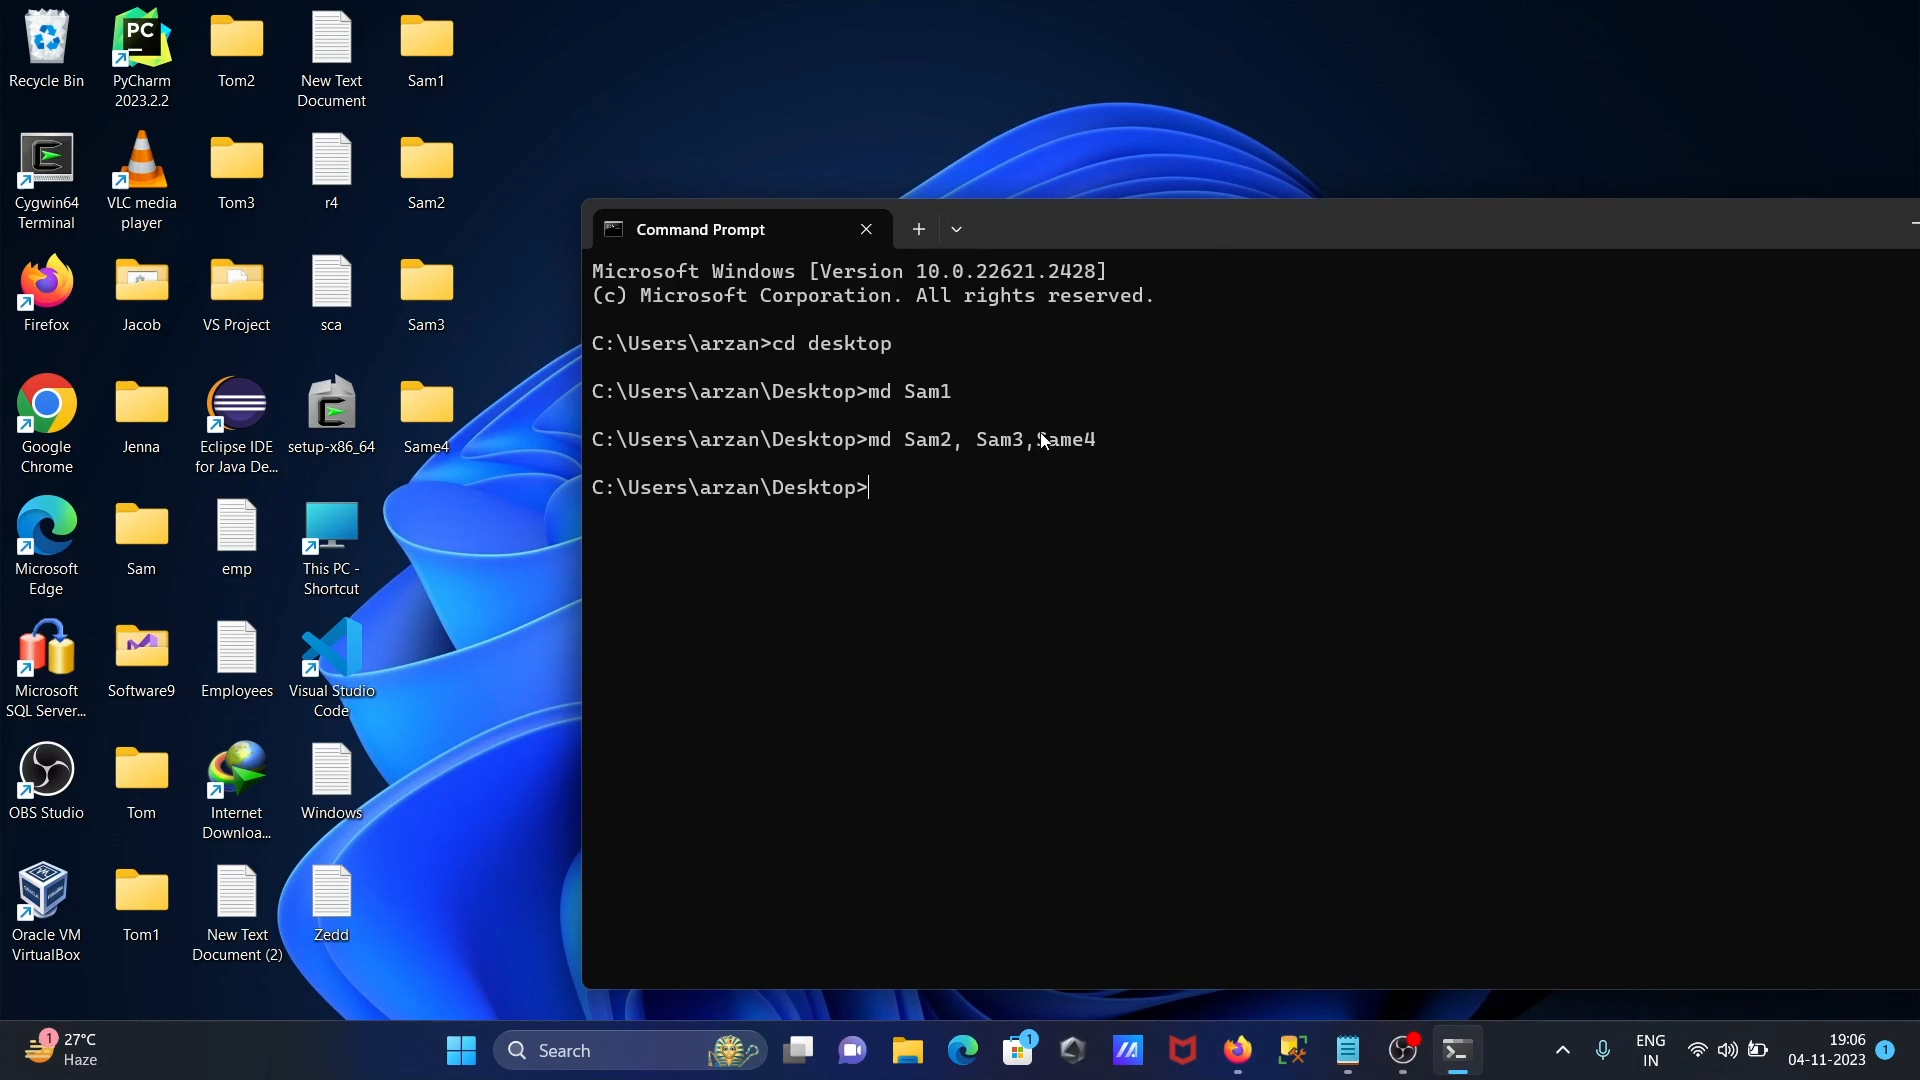 Recycle Bin
PyCharm
2023.2.2
Tom2
New Text
Document
Sam1
Cygwin64
Terminal
VLC media
player
Tom3
r4
Sam2
Firefox
Jacob
VS Project
sca
Sam3
Google
Chrome
Jenna
Eclipse IDE
for Java De...
setup-x86_64
Same4
Microsoft
Edge
Sam
emp
This PC -
Shortcut
Microsoft
SQL Server...
Software9
Employees
Visual Studio
Code
OBS Studio
Tom
Internet
Downloa...
Windows
Oracle VM
VirtualBox
Tom1
New Text
Document (2)
Zedd
PC
Command Prompt
Microsoft Windows [Version 10.0.22621.2428]
(c) Microsoft Corporation. All rights reserved.
C:\Users\arzan>cd desktop
C:\Users\arzan\Desktop>md Sam1
C:\Users\arzan\Desktop>md Sam2, Sam3,Same4
C:\Users\arzan\Desktop>
1
27°C
Haze
Search
1
ENG
IN
19:06
04-11-2023
1